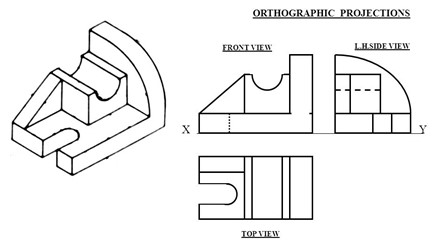 ORTHOGRAPHIC PROJECTIONS
FRONT VIEW
L.H.SIDE VIEW
X
Y
TOP VIEW